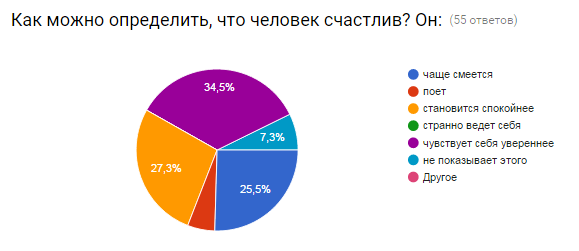 Как можно определить, что человек счастлив? Он: (55 ответов)
34,5%
7,3%
27,3%
25,5%
чаще смеется
поет
становится спокойнее
странно ведет себя
чувствует себя увереннее
не показывает этого
Другое